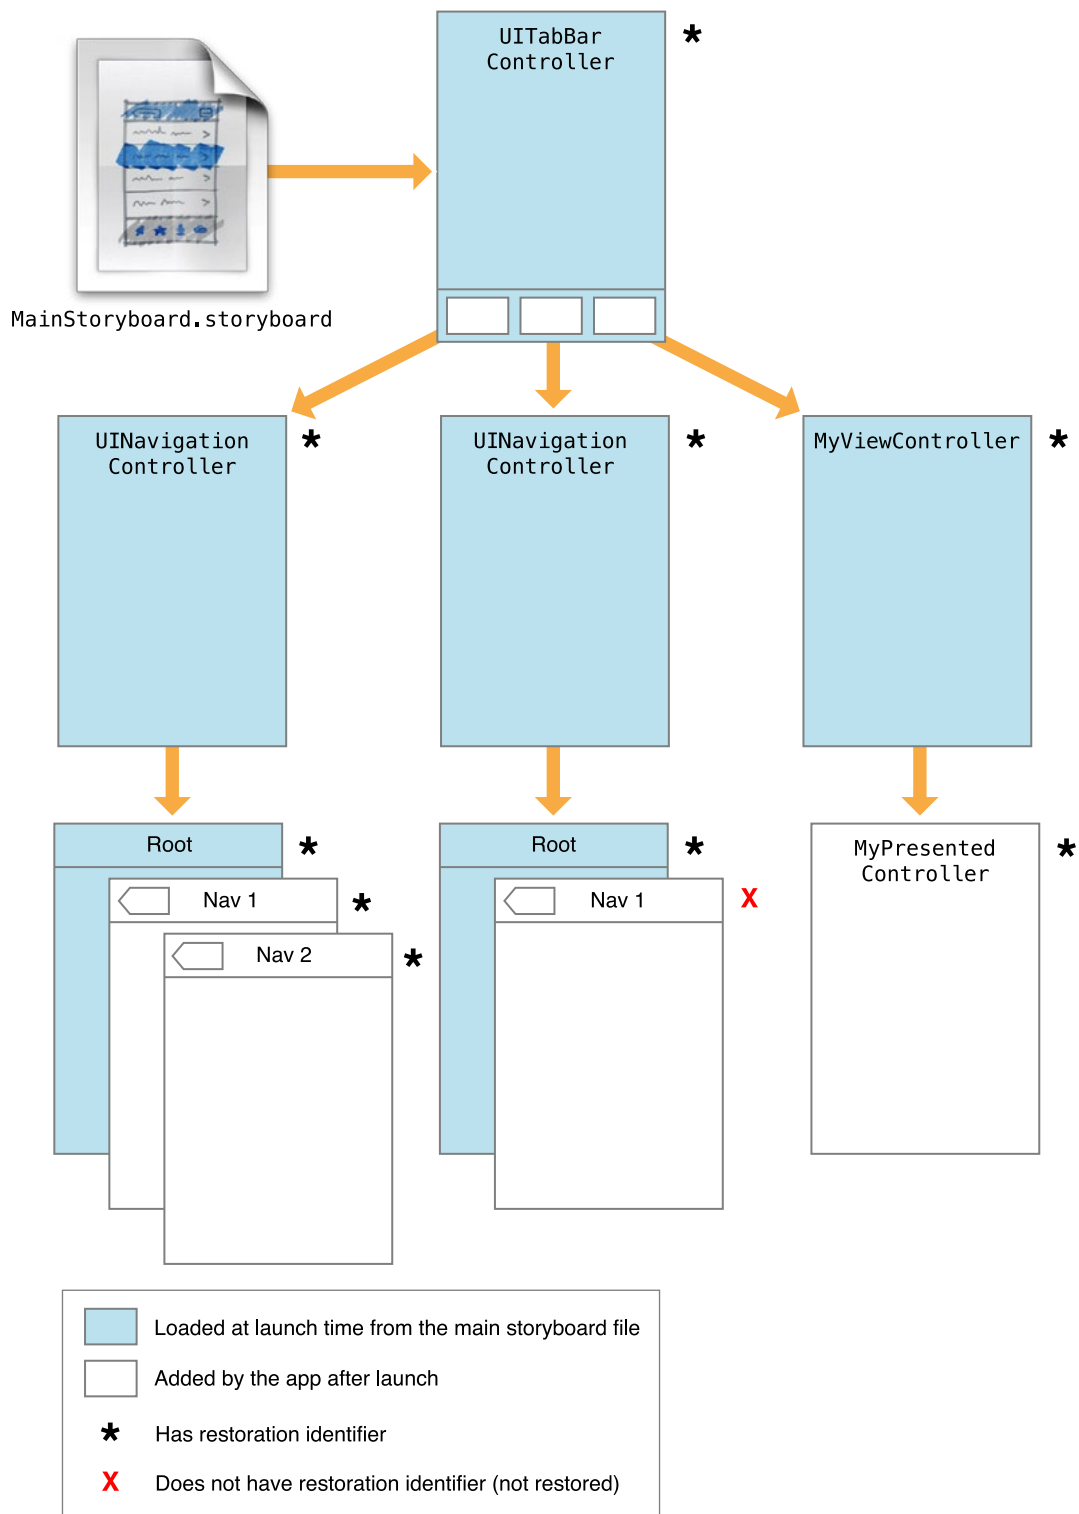 UITabBar
Controller
*
MainStoryboard.storyboard
UINavigation
Controller
*
UINavigation
Controller
*
MyViewController
*
Root
*
Nav 1
*
Nav 2
*
Root
*
Nav 1
X
MyPresented
Controller
*
Loaded at launch time from the main storyboard file
Added by the app after launch
* Has restoration identifier
X Does not have restoration identifier (not restored)